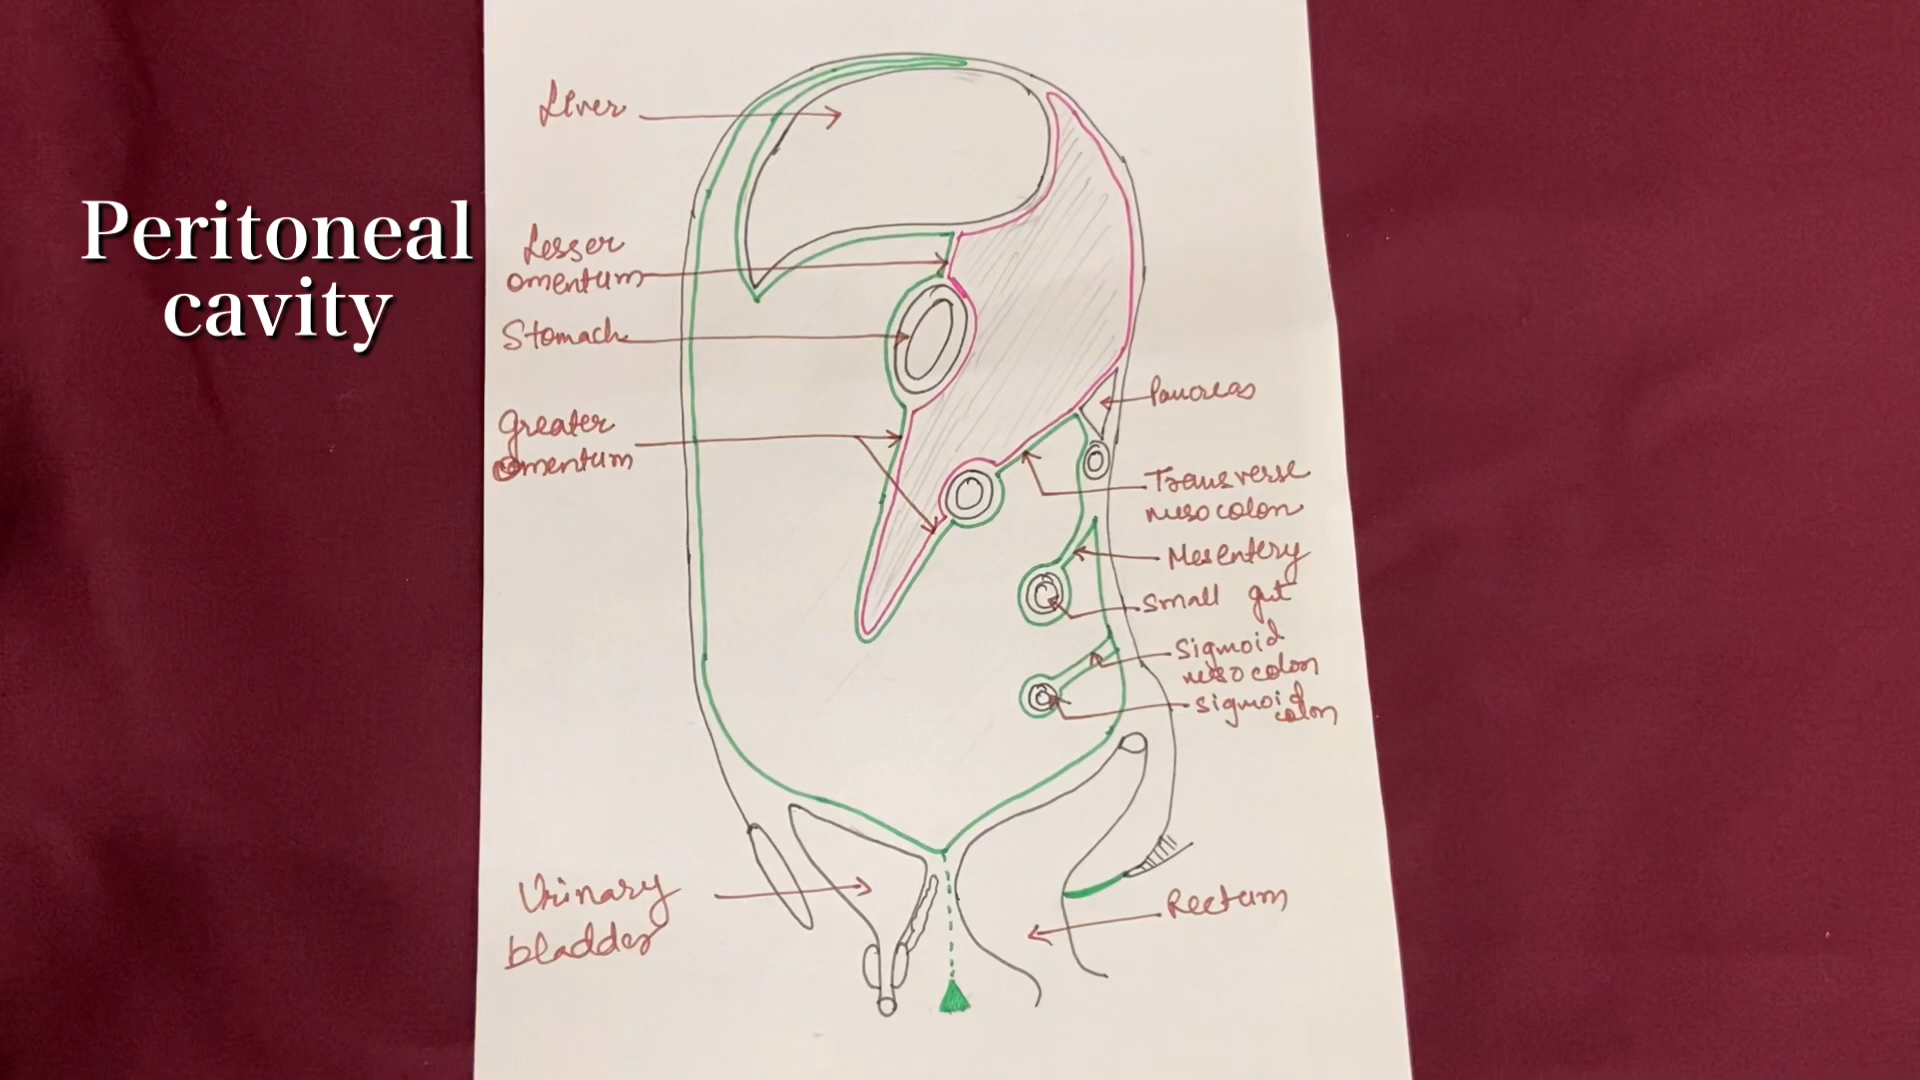 Peritoneal
cavity
Liver
Lesser
omentum
Stomach
Greater
omentum
Urinary
bladder
Pancreas
Transverse
mesocolon
Mesentery
Small gut
Sigmoid
mesocolon
Sigmoid
colon
Rectum